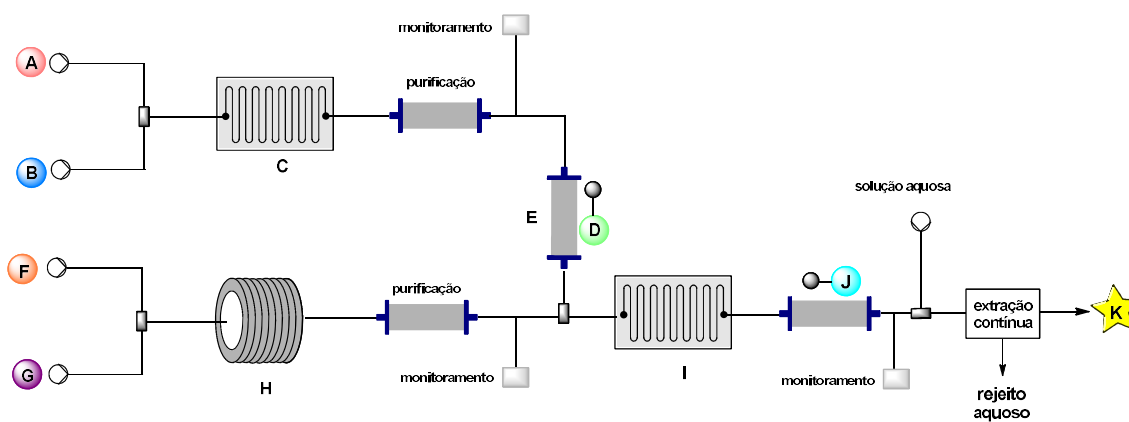 monitoramento
A
purificação
B
C
solução aquosa
E
D
F
purificação
J
extração
contínua
K
G
monitoramento
H
I
monitoramento
rejeito
aquoso